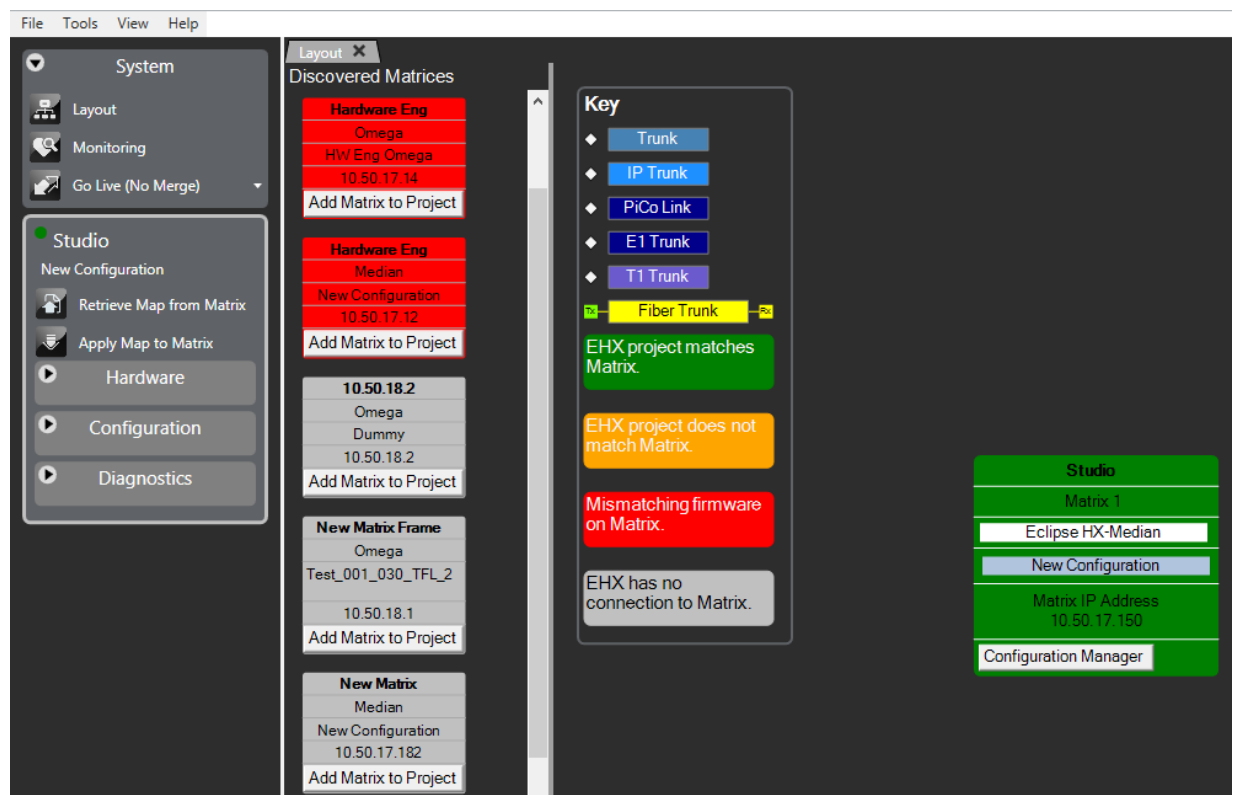 File Tools View Help
System
Layout
Monitoring
Go Live (No Merge)
Studio
New Configuration
Retrieve Map from Matrix
Apply Map to Matrix
Hardware
Configuration
Diagnostics
Layout
Discovered Matrices
Hardware Eng
Omega
HW Eng Omega
10.50.17.14
Add Matrix to Project
Hardware Eng
Median
New Configuration
10.50.17.12
Add Matrix to Project
10.50.18.2
Omega
Dummy
10.50.18.2
Add Matrix to Project
New Matrix Frame
Omega
Test_001_030_TFL_2
10.50.18.1
Add Matrix to Project
New Matrix
Median
New Configuration
10.50.17.182
Add Matrix to Project
Key
Trunk
IP Trunk
PiCo Link
E1 Trunk
T1 Trunk
Tx Fiber Trunk Rx
EHX project matches
Matrix.
EHX project does not
match Matrix.
Mismatching firmware
on Matrix.
EHX has no
connection to Matrix.
Studio
Matrix 1
Eclipse HX-Median
New Configuration
Matrix IP Address
10.50.17.150
Configuration Manager